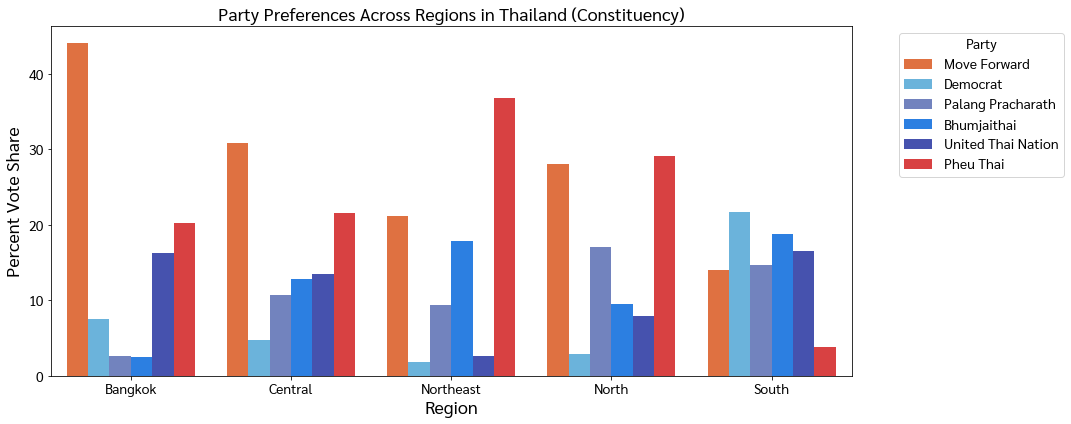 Party Preferences Across Regions in Thailand (Constituency)
Percent Vote Share
40
30
20
10
0
Bangkok
Central
Northeast
North
South
Region
Party
Move Forward
Democrat
Palang Pracharath
Bhumjaithai
United Thai Nation
Pheu Thai